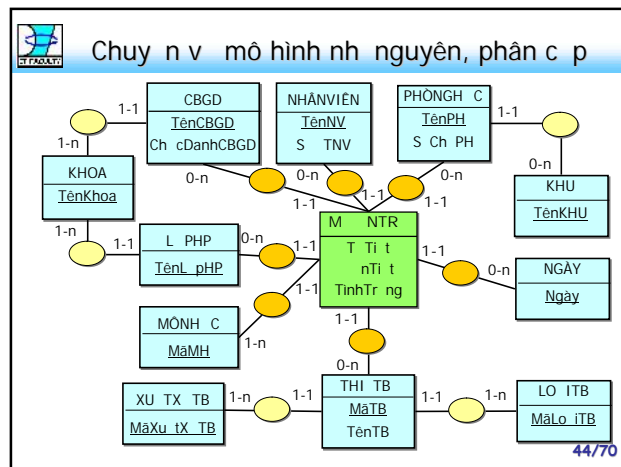 IT FACULTY
Chuy n v mô hình nh nguyên, phân c p
CBGD
TênCBGD
Ch cDanhCBGD
NHÂNVIÊN
TênNV
S TNV
PHÒNGH C
TênPH
S Ch PH
1-1
1-1
1-n
KHOA
TênKhoa
0-n
0-n
0-n
0-n
KHU
TênKHU
1-1
1-1
1-1
1-n
1-1
L PHP
TênL pHP
0-n
1-1
M NTR
T Ti t
nTi t
TìnhTr ng
1-1
0-n
NGÀY
Ngày
1-1
MÔNH C
MãMH
1-n
1-1
0-n
XU TX TB
MãXu tX TB
1-n
1-1
THI TB
MãTB
TênTB
1-1
1-n
LO ITB
MãLo iTB
44/70